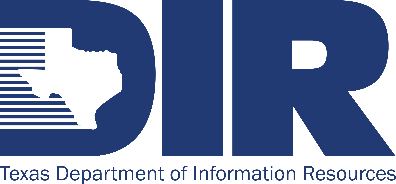 DIR
Texas Department of Information Resources